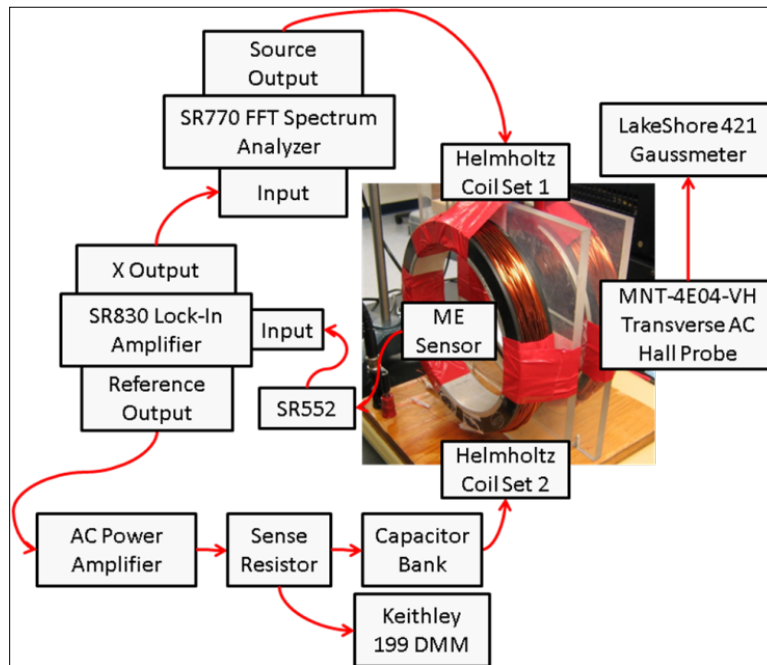 Source
Output
SR770 FFT Spectrum
Analyzer
Input
Helmholtz
Coil Set 1
LakeShore 421
Gaussmeter
X Output
SR830 Lock-In
Amplifier
Input
Reference
Output
SR552
ME
Sensor
MNT-4E04-VH
Transverse AC
Hall Probe
Helmholtz
Coil Set 2
AC Power
Amplifier
Sense
Resistor
Capacitor
Bank
Keithley
199 DMM